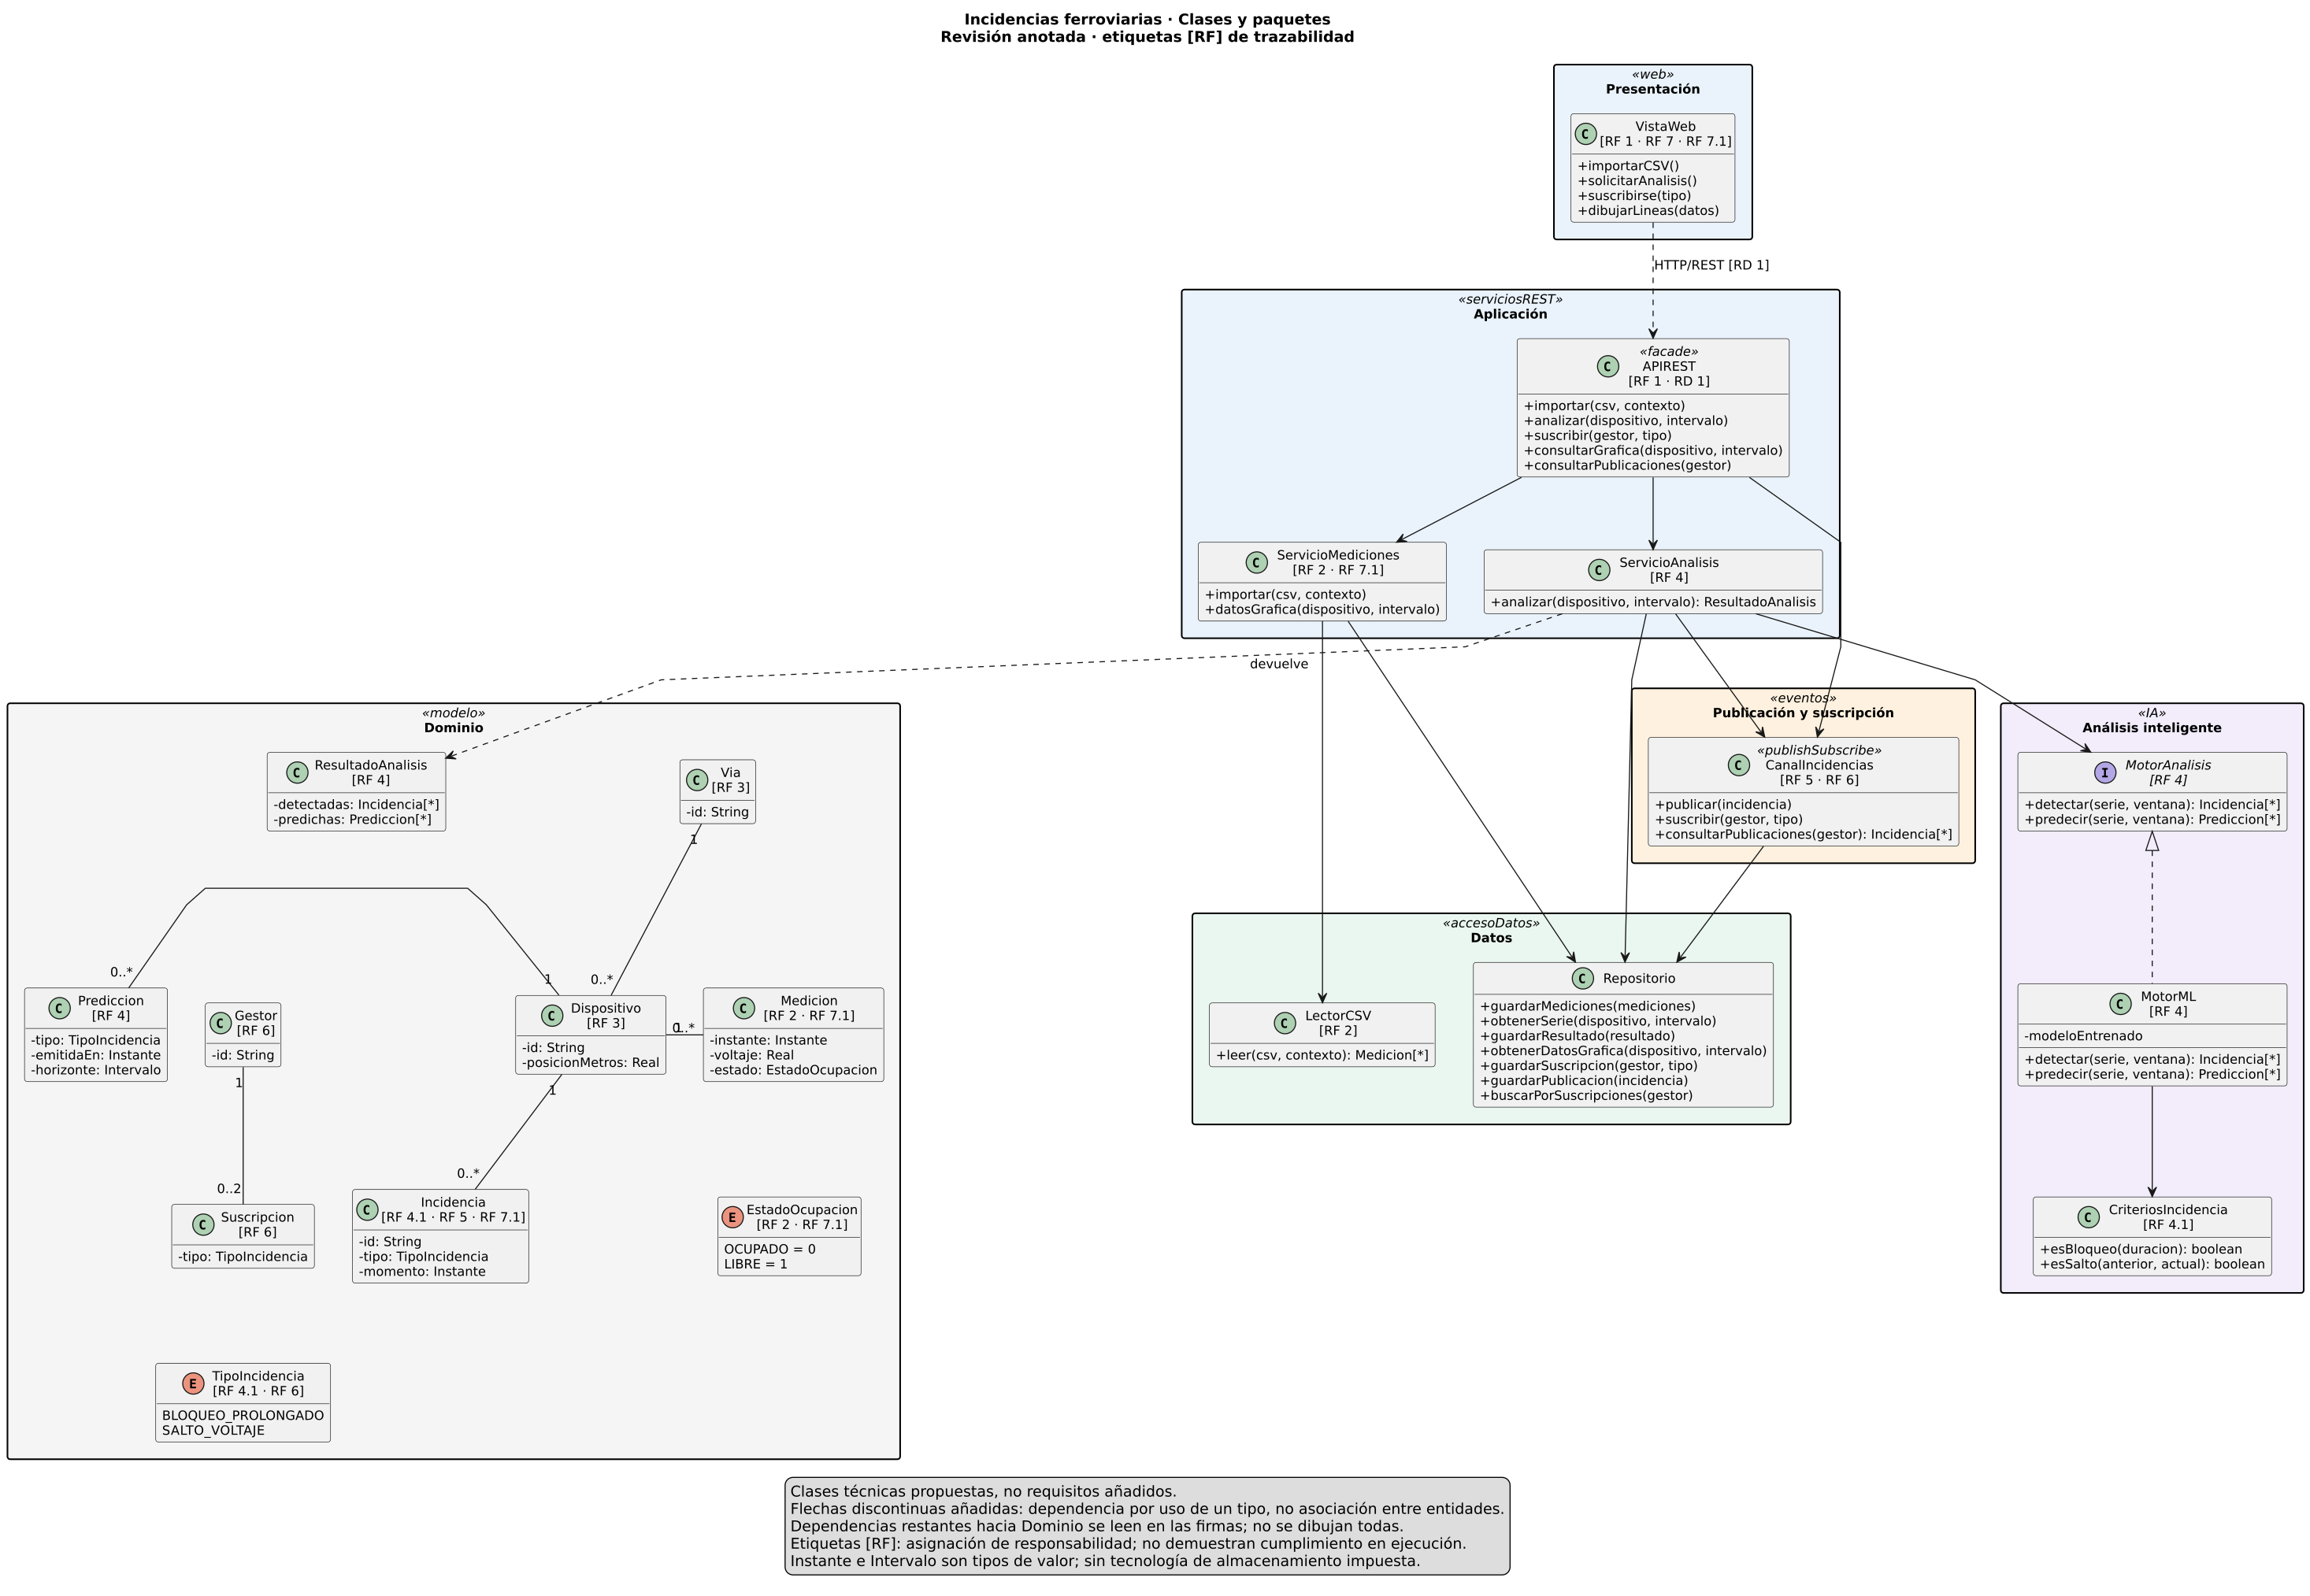 Incidencias ferroviarias · Clases y paquetes
Revisión anotada · etiquetas [RF] de trazabilidad
«web»
Presentación
C
VistaWeb
[RF 1 · RF 7 · RF 7.1]
+importarCSV()
+solicitarAnalisis()
+suscribirse(tipo)
+dibujarLineas(datos)
HTTP/REST [RD 1]
«serviciosREST»
Aplicación
«facade»
C
APIREST
[RF 1 · RD 1]
+importar(csv, contexto)
+analizar(dispositivo, intervalo)
+suscribir(gestor, tipo)
+consultarGrafica(dispositivo, intervalo)
+consultarPublicaciones(gestor)
C
ServicioMediciones
[RF 2 · RF 7.1]
+importar(csv, contexto)
+datosGrafica(dispositivo, intervalo)
C
ServicioAnalisis
[RF 4]
+analizar(dispositivo, intervalo): ResultadoAnalisis
devuelve
«modelo»
Dominio
C
ResultadoAnalisis
[RF 4]
-detectadas: Incidencia[*]
-predichas: Prediccion[*]
C
Via
[RF 3]
-id: String
1
0..*
0..*
1
C
Prediccion
[RF 4]
-tipo: TipoIncidencia
-emitidaEn: Instante
-horizonte: Intervalo
C
Gestor
[RF 6]
-id: String
C
Dispositivo
[RF 3]
-id: String
-posicionMetros: Real
1
0..*
C
Medicion
[RF 2 · RF 7.1]
-instante: Instante
-voltaje: Real
-estado: EstadoOcupacion
1
0..2
1
0..*
C
Suscripcion
[RF 6]
-tipo: TipoIncidencia
C
Incidencia
[RF 4.1 · RF 5 · RF 7.1]
-id: String
-tipo: TipoIncidencia
-momento: Instante
E
EstadoOcupacion
[RF 2 · RF 7.1]
OCUPADO = 0
LIBRE = 1
E
TipoIncidencia
[RF 4.1 · RF 6]
BLOQUEO_PROLONGADO
SALTO_VOLTAJE
«eventos»
Publicación y suscripción
«publishSubscribe»
C
CanalIncidencias
[RF 5 · RF 6]
+publicar(incidencia)
+suscribir(gestor, tipo)
+consultarPublicaciones(gestor): Incidencia[*]
«accesoDatos»
Datos
C
LectorCSV
[RF 2]
+leer(csv, contexto): Medicion[*]
C
Repositorio
+guardarMediciones(mediciones)
+obtenerSerie(dispositivo, intervalo)
+guardarResultado(resultado)
+obtenerDatosGrafica(dispositivo, intervalo)
+guardarSuscripcion(gestor, tipo)
+guardarPublicacion(incidencia)
+buscarPorSuscripciones(gestor)
«IA»
Análisis inteligente
I
MotorAnalisis
[RF 4]
+detectar(serie, ventana): Incidencia[*]
+predecir(serie, ventana): Prediccion[*]
C
MotorML
[RF 4]
-modeloEntrenado
+detectar(serie, ventana): Incidencia[*]
+predecir(serie, ventana): Prediccion[*]
C
CriteriosIncidencia
[RF 4.1]
+esBloqueo(duracion): boolean
+esSalto(anterior, actual): boolean
Clases técnicas propuestas, no requisitos añadidos.
Flechas discontinuas añadidas: dependencia por uso de un tipo, no asociación entre entidades.
Dependencias restantes hacia Dominio se leen en las firmas; no se dibujan todas.
Etiquetas [RF]: asignación de responsabilidad; no demuestran cumplimiento en ejecución.
Instante e Intervalo son tipos de valor; sin tecnología de almacenamiento impuesta.